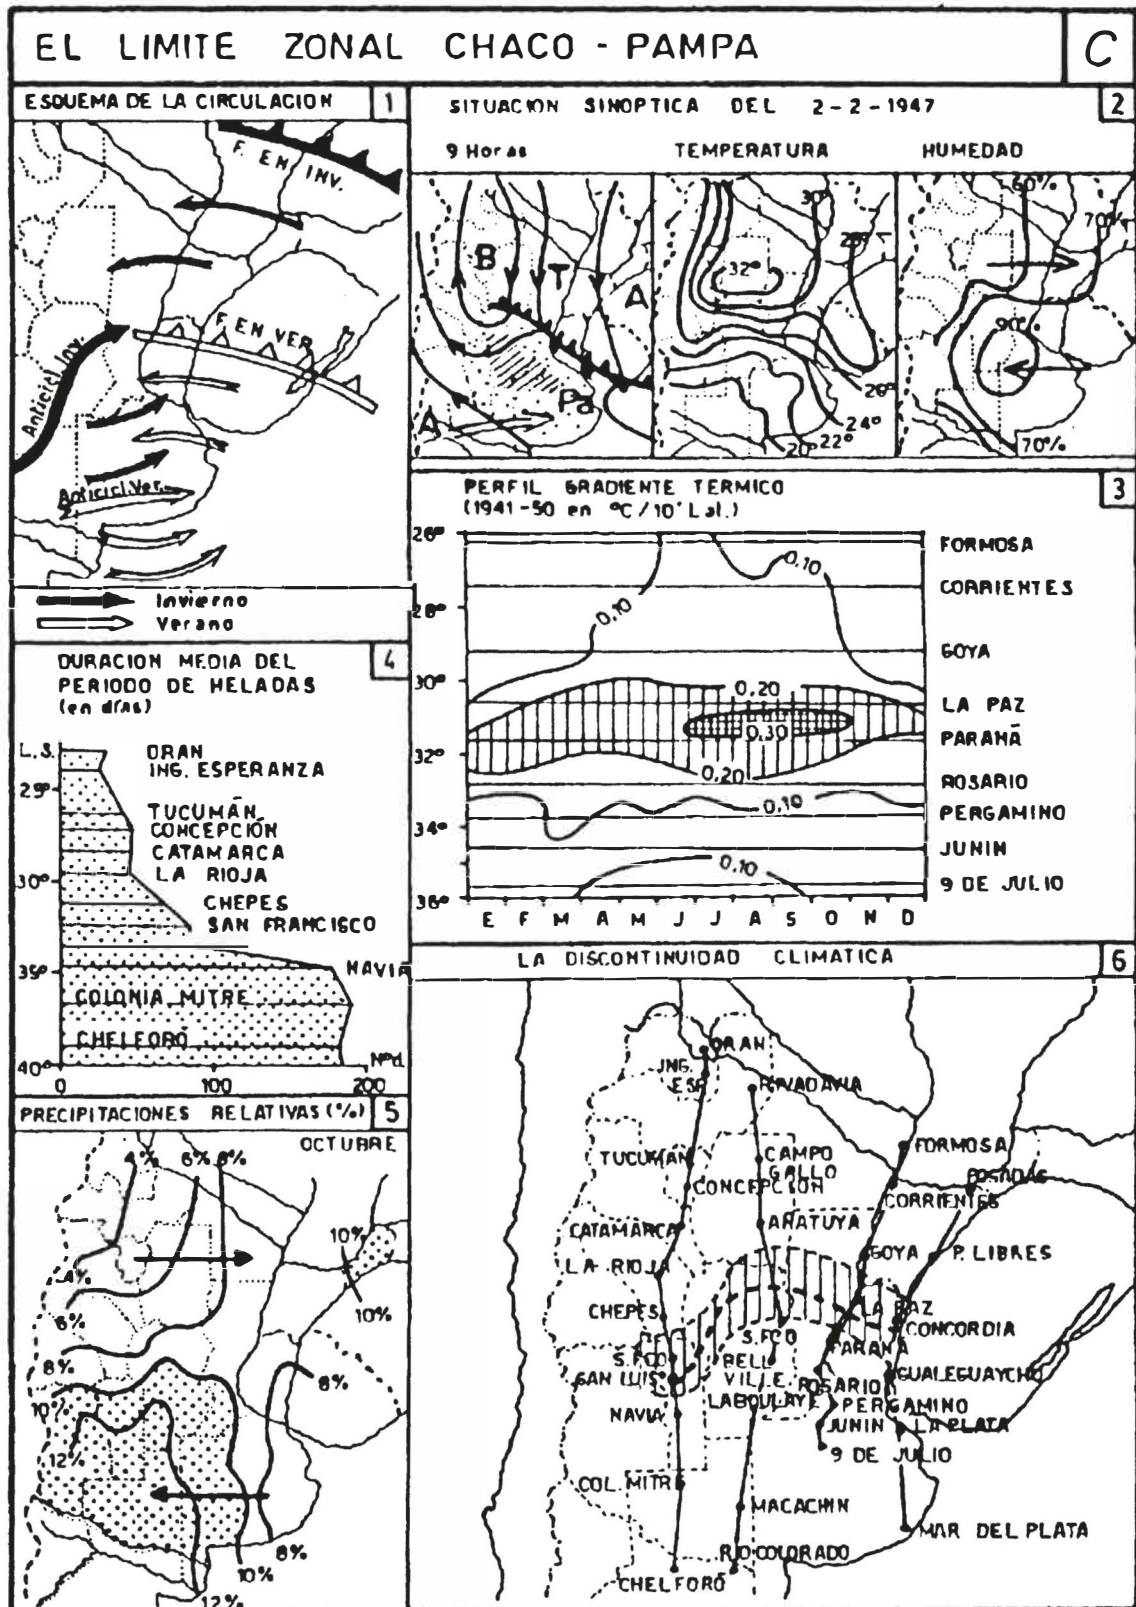 EL LIMITE ZONAL CHACO - PAMPA
C
ESQUEMA DE LA CIRCULACION
1
F. EN INV.
F. EN VER.
Anticicl. Inv.
Anticicl. Ver.
Invierno
Verano
SITUACION SINOPTICA DEL 2-2-1947
2
9 Horas
TEMPERATURA
HUMEDAD
B
T
A
A
Pa
30°
28°
32°
26°
24°
22°
20°
60%
70%
90%
70%
PERFIL GRADIENTE TERMICO
3
(1941-50 en °C/10' Lat.)
26°
FORMOSA
0,10
CORRIENTES
28°
0,10
GOYA
30°
0,20
LA PAZ
0,30
PARANÁ
32°
0,20
ROSARIO
0,10
PERGAMINO
34°
JUNIN
0,10
9 DE JULIO
36°
E F M A M J J A S O N D
DURACION MEDIA DEL
4
PERIODO DE HELADAS
(en días)
L.S.
ORAN
ING. ESPERANZA
25°
TUCUMÁN
CONCEPCIÓN
CATAMARCA
LA RIOJA
30°
CHEPES
SAN FRANCISCO
35°
NAVIA
COLONIA MITRE
CHELFORÓ
40°
N°d.
0 100 200
PRECIPITACIONES RELATIVAS (%)
5
OCTUBRE
4% 6% 8%
10%
4%
10%
6%
8%
8%
10%
12%
8%
10%
12%
LA DISCONTINUIDAD CLIMATICA
6
ORAN
ING.
ESP.
RIVADAVIA
FORMOSA
TUCUMÁN
CAMPO
GALLO
POSADAS
CONCEPCION
CORRIENTES
CATAMARCA
AÑATUYA
GOYA
P. LIBRES
LA RIOJA
CHEPES
LA PAZ
CONCORDIA
S.FCO
S.FCO
PARANÁ
SAN LUIS
BELL
VILLE
GUALEGUAYCHÚ
ROSARIO
LABOULAYE
PERGAMINO
NAVIA
JUNIN
LA PLATA
9 DE JULIO
COL. MITRE
MACACHIN
MAR DEL PLATA
RIO COLORADO
CHELFORÓ